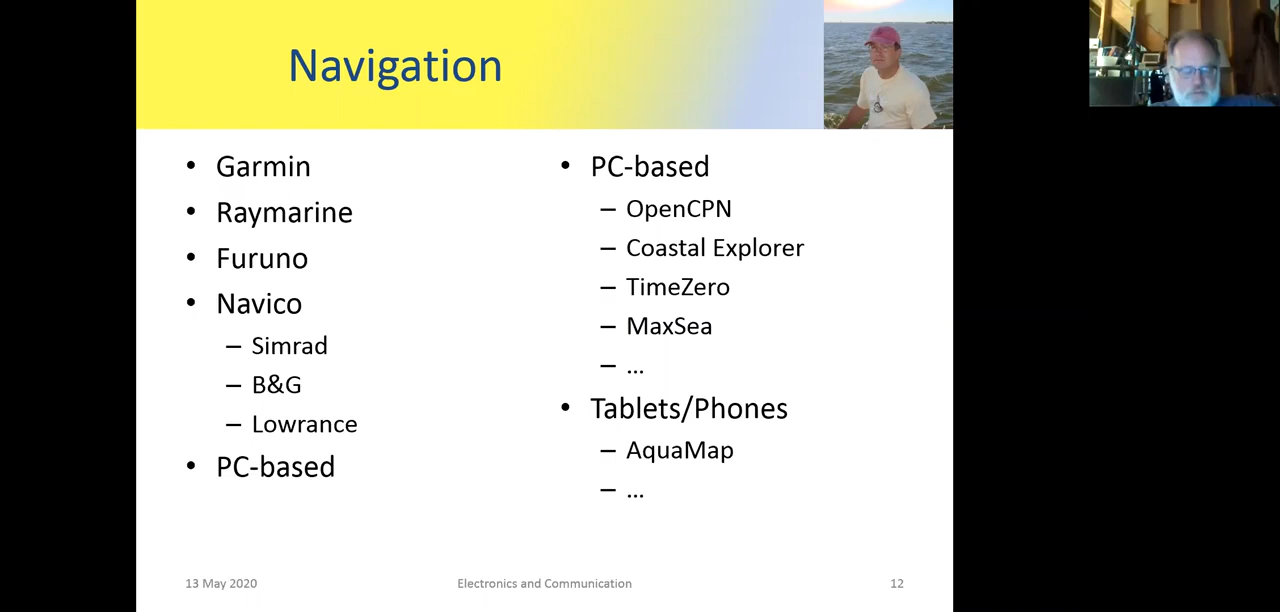 Navigation
• Garmin
• Raymarine
• Furuno
• Navico
– Simrad
– B&G
– Lowrance
• PC-based
• PC-based
– OpenCPN
– Coastal Explorer
– TimeZero
– MaxSea
– ...
• Tablets/Phones
– AquaMap
– ...
13 May 2020
Electronics and Communication
12